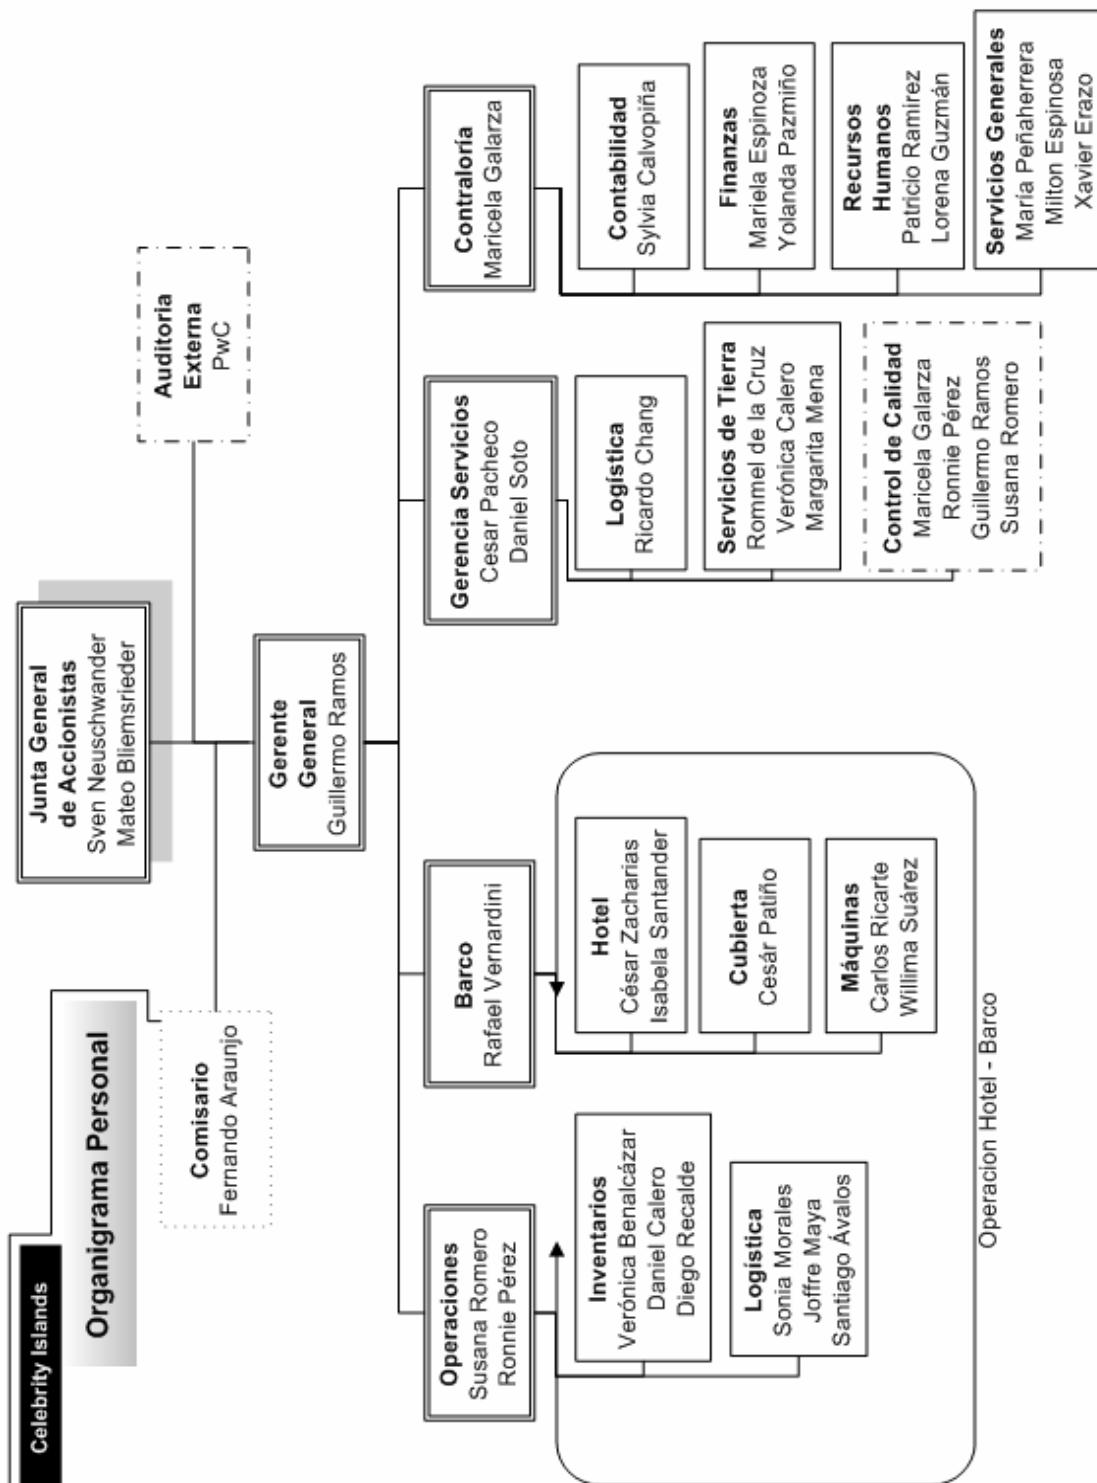 Celebrity Islands
Organigrama Personal
Junta General
de Accionistas
Sven Neuschwander
Mateo Bliemsrieder
Comisario
Fernando Araunjo
Auditoria
Externa
PwC
Gerente
General
Guillermo Ramos
Operaciones
Susana Romero
Ronnie Pérez
Barco
Rafael Vernardini
Gerencia Servicios
Cesar Pacheco
Daniel Soto
Contraloría
Maricela Galarza
Inventarios
Verónica Benalcázar
Daniel Calero
Diego Recalde
Logística
Sonia Morales
Joffre Maya
Santiago Ávalos
Hotel
César Zacharias
Isabela Santander
Cubierta
Cesár Patiño
Máquinas
Carlos Ricarte
Willima Suárez
Operacion Hotel - Barco
Logística
Ricardo Chang
Servicios de Tierra
Rommel de la Cruz
Verónica Calero
Margarita Mena
Control de Calidad
Maricela Galarza
Ronnie Pérez
Guillermo Ramos
Susana Romero
Contabilidad
Sylvia Calvopiña
Finanzas
Mariela Espinoza
Yolanda Pazmiño
Recursos
Humanos
Patricio Ramirez
Lorena Guzmán
Servicios Generales
María Peñaherrera
Milton Espinosa
Xavier Erazo